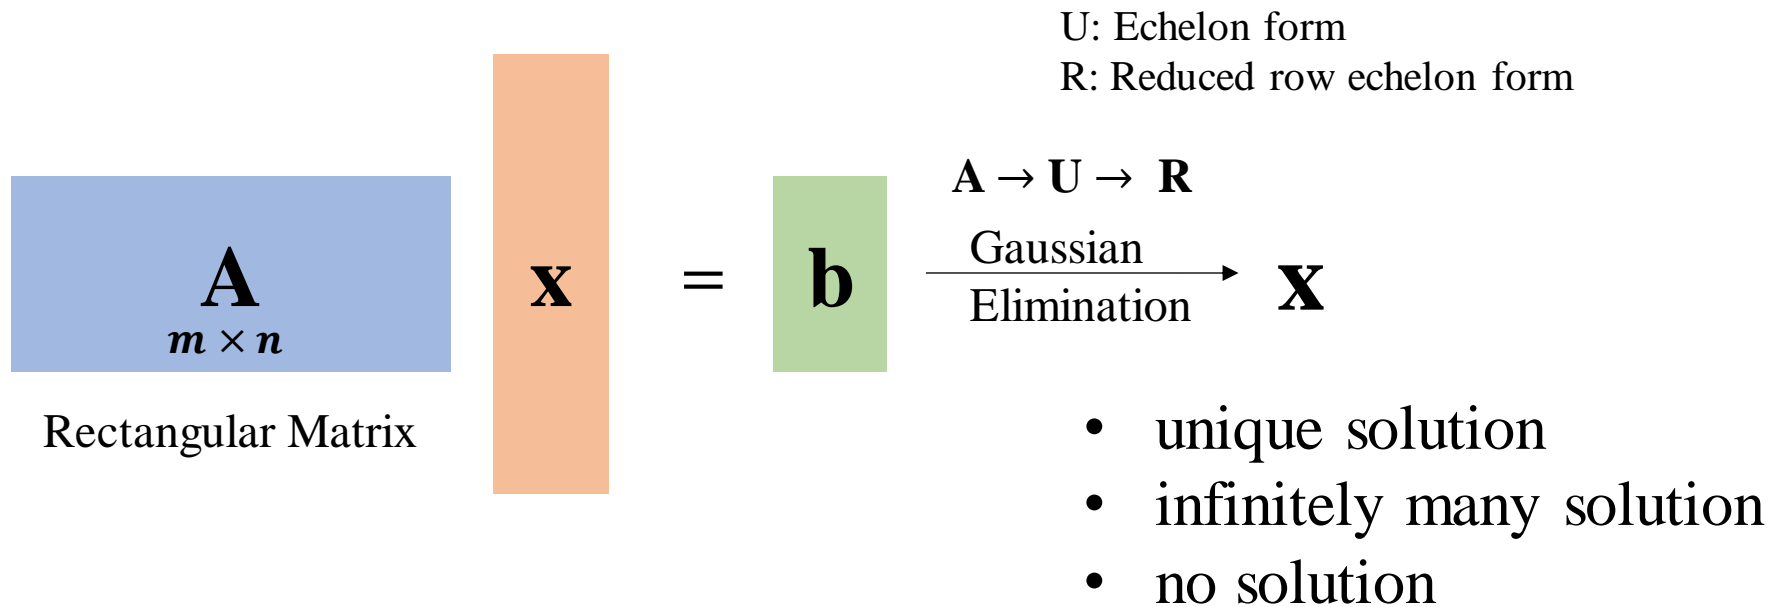 U: Echelon form
R: Reduced row echelon form
A → U → R
A
m × n
x
=
b
Gaussian
Elimination
x
Rectangular Matrix
• unique solution
• infinitely many solution
• no solution